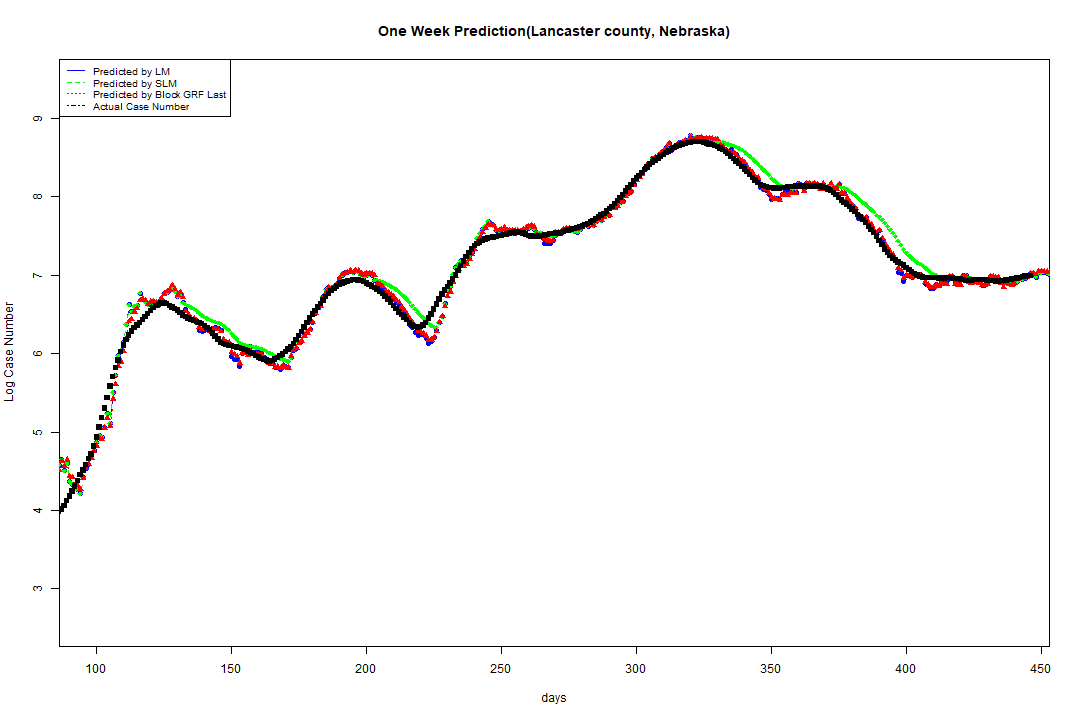 One Week Prediction(Lancaster county, Nebraska)
Predicted by LM
Predicted by SLM
Predicted by Block GRF Last
Actual Case Number
9
8
7
6
5
4
3
Log Case Number
100 150 200 250 300 350 400 450
days